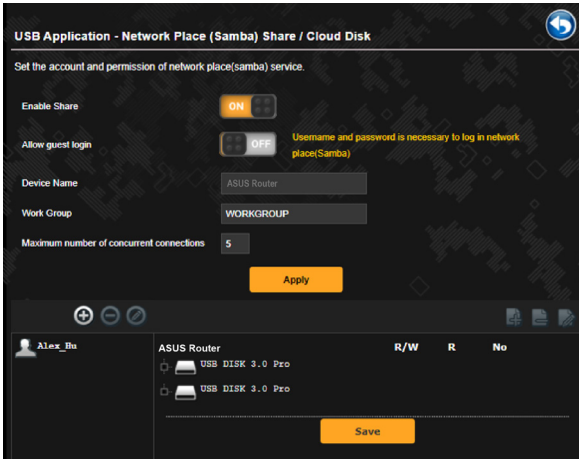 USB Application - Network Place (Samba) Share / Cloud Disk
Set the account and permission of network place(samba) service.
Enable Share
ON
Allow guest login
OFF
Username and password is necessary to log in network
place(Samba)
Device Name
ASUS Router
Work Group
WORKGROUP
Maximum number of concurrent connections
5
Apply
Alex_Hu
ASUS Router
R/W
R
No
USB DISK 3.0 Pro
USB DISK 3.0 Pro
Save